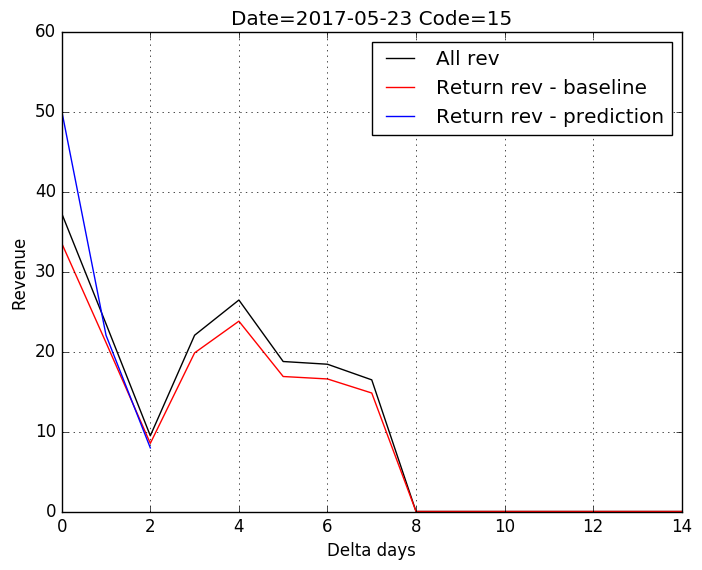 Date=2017-05-23 Code=15
60
50
40
30
20
10
0
Revenue
All rev
Return rev - baseline
Return rev - prediction
0 2 4 6 8 10 12 14
Delta days